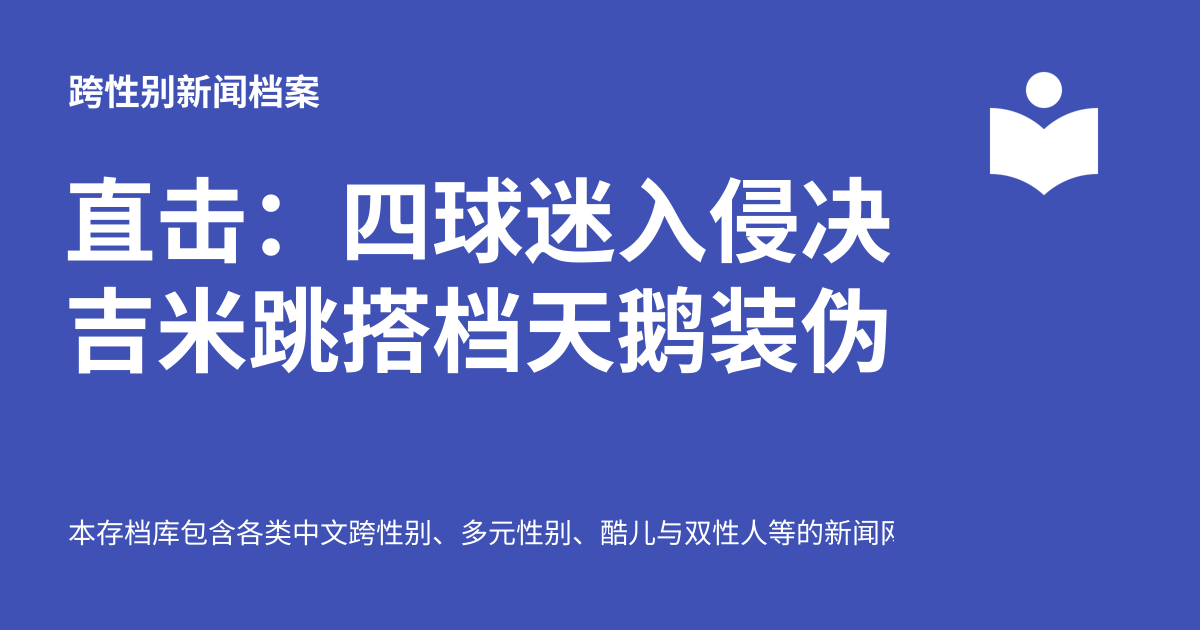 跨性别新闻档案
直击：四球迷入侵决
吉米跳搭档天鹅装伪
本存档库包含各类中文跨性别、多元性别、酷儿与双性人等的新闻网